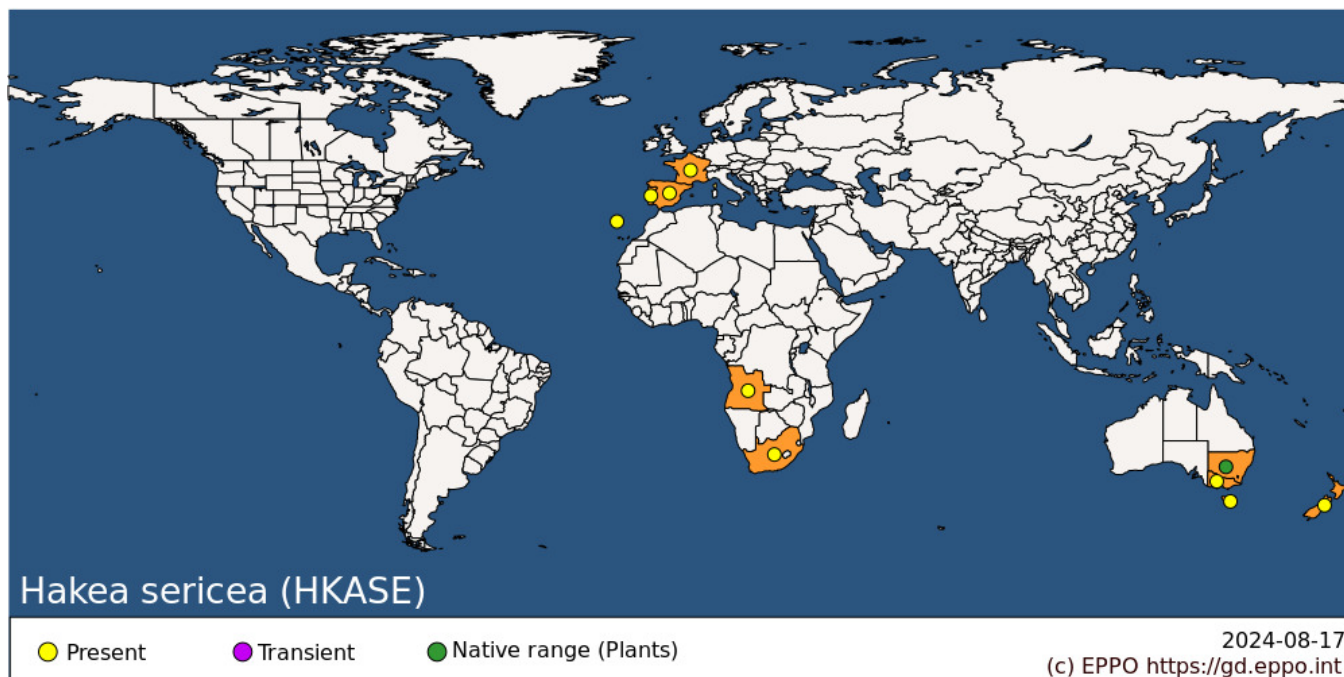 Hakea sericea (HKASE)
Present
Transient
Native range (Plants)
2024-08-17
(c) EPPO https://gd.eppo.int